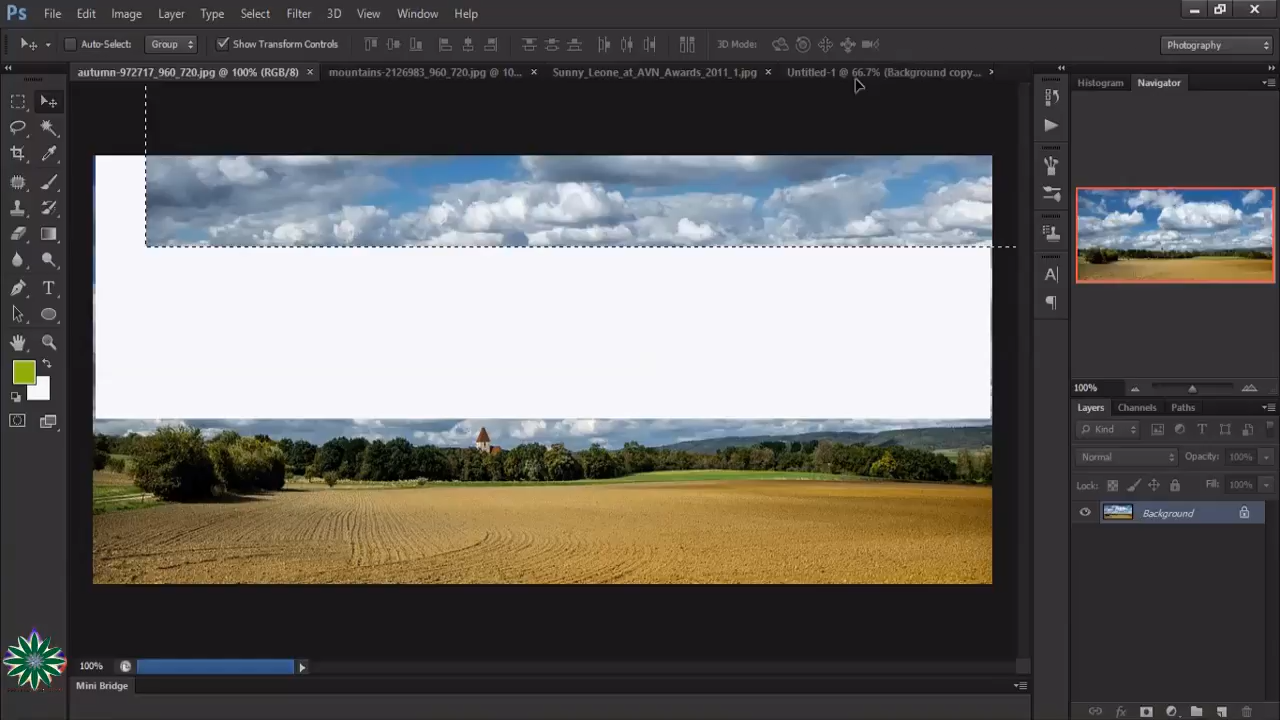 Ps File Edit Image Layer Type Select Filter 3D View Window Help
Auto-Select: Group Show Transform Controls 3D Mode: Photography
autumn-972717_960_720.jpg @ 100% (RGB/8) × mountains-2126983_960_720.jpg @ 10... × Sunny_Leone_at_AVN_Awards_2011_1.jpg × Untitled-1 @ 66.7% (Background copy... ×
Histogram Navigator
100%
Layers Channels Paths
Kind
Normal Opacity: 100%
Lock: Fill: 100%
Background
100%
Mini Bridge